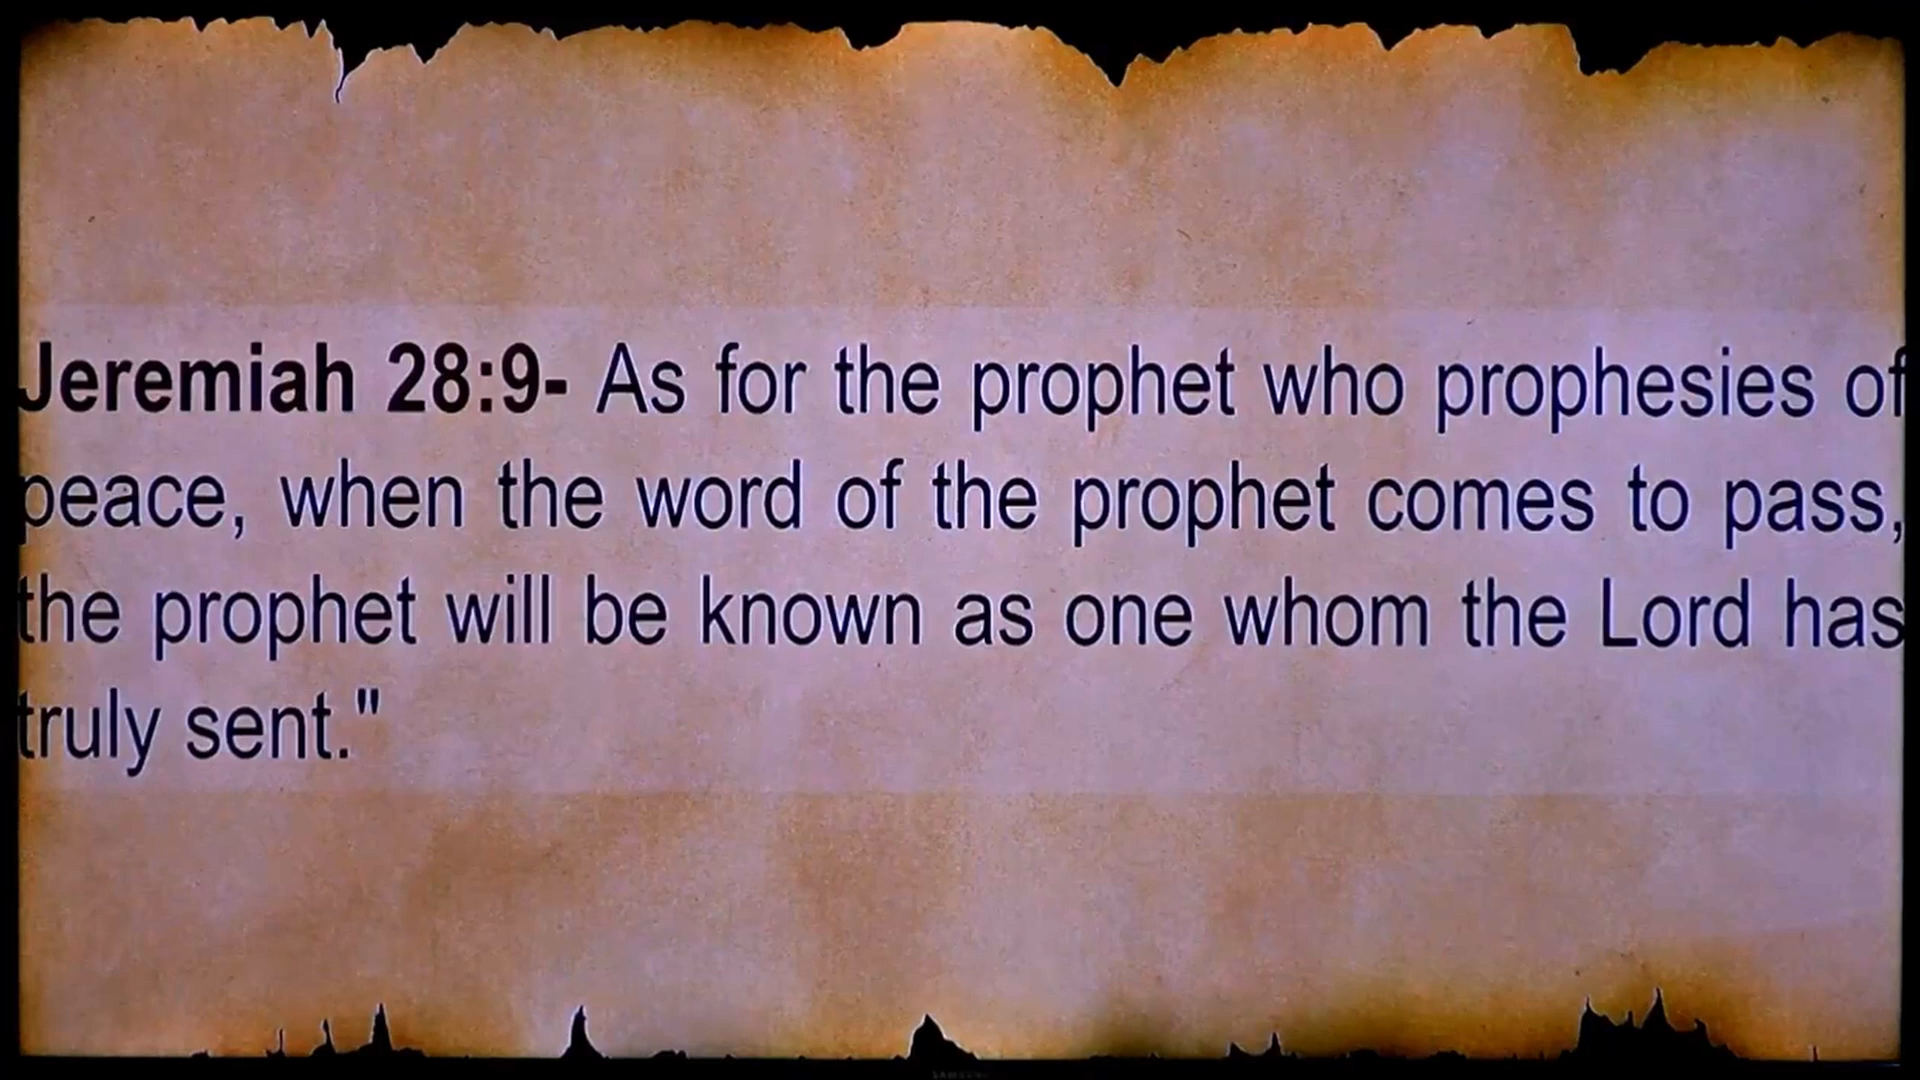 Jeremiah 28:9- As for the prophet who prophesies of
peace, when the word of the prophet comes to pass,
the prophet will be known as one whom the Lord has
truly sent."